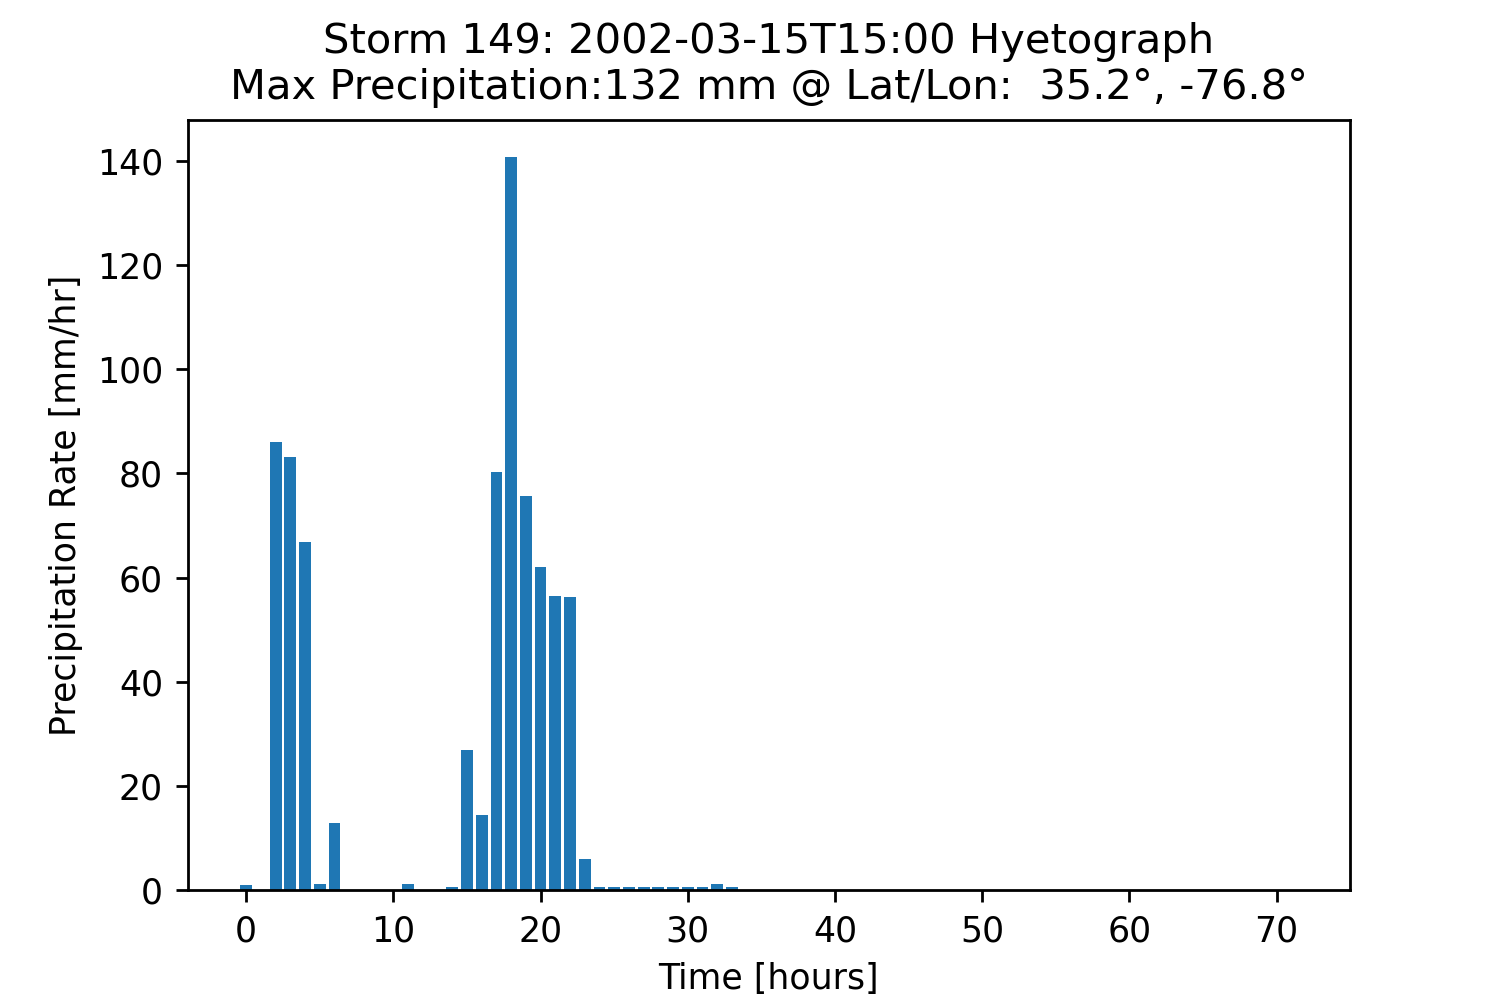 Storm 149: 2002-03-15T15:00 Hyetograph
Max Precipitation:132 mm @ Lat/Lon:  35.2°, -76.8°
Precipitation Rate [mm/hr]
140
120
100
80
60
40
20
0
0 10 20 30 40 50 60 70
Time [hours]